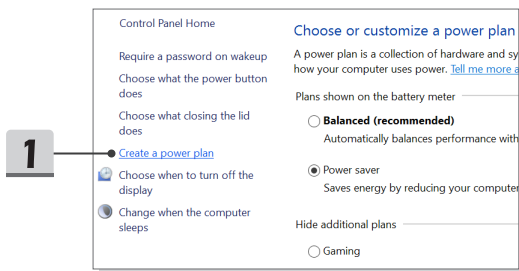 Control Panel Home
Require a password on wakeup
Choose what the power button
does
Choose what closing the lid
does
1
Create a power plan
Choose when to turn off the
display
Change when the computer
sleeps
Choose or customize a power plan
A power plan is a collection of hardware and sy
how your computer uses power. Tell me more a
Plans shown on the battery meter
Balanced (recommended)
Automatically balances performance with
Power saver
Saves energy by reducing your computer
Hide additional plans
Gaming